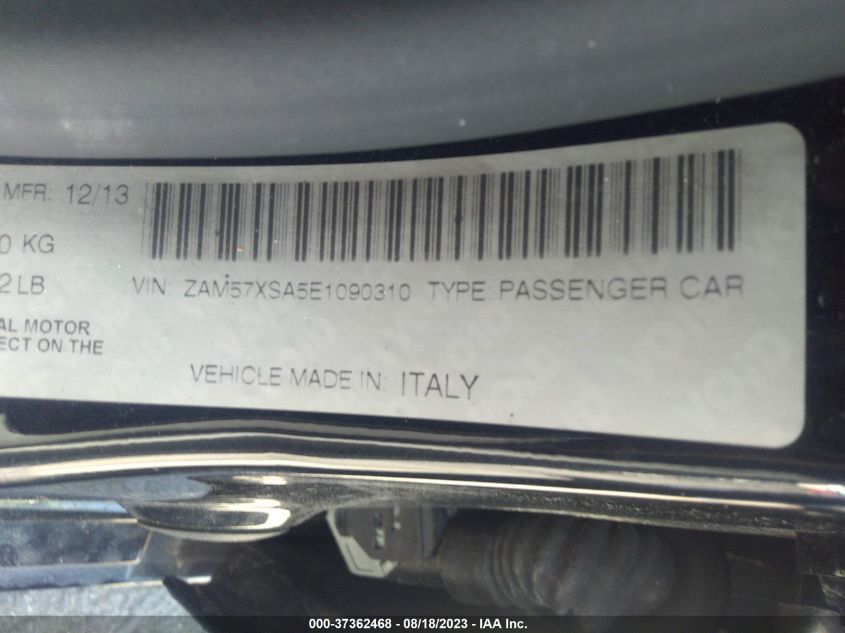 MFR: 12/13
0 KG
2 LB
VIN: ZAM57XSA5E1090310 TYPE: PASSENGER CAR
AL MOTOR
ECT ON THE
VEHICLE MADE IN: ITALY
000-37362468 - 08/18/2023 - IAA Inc.